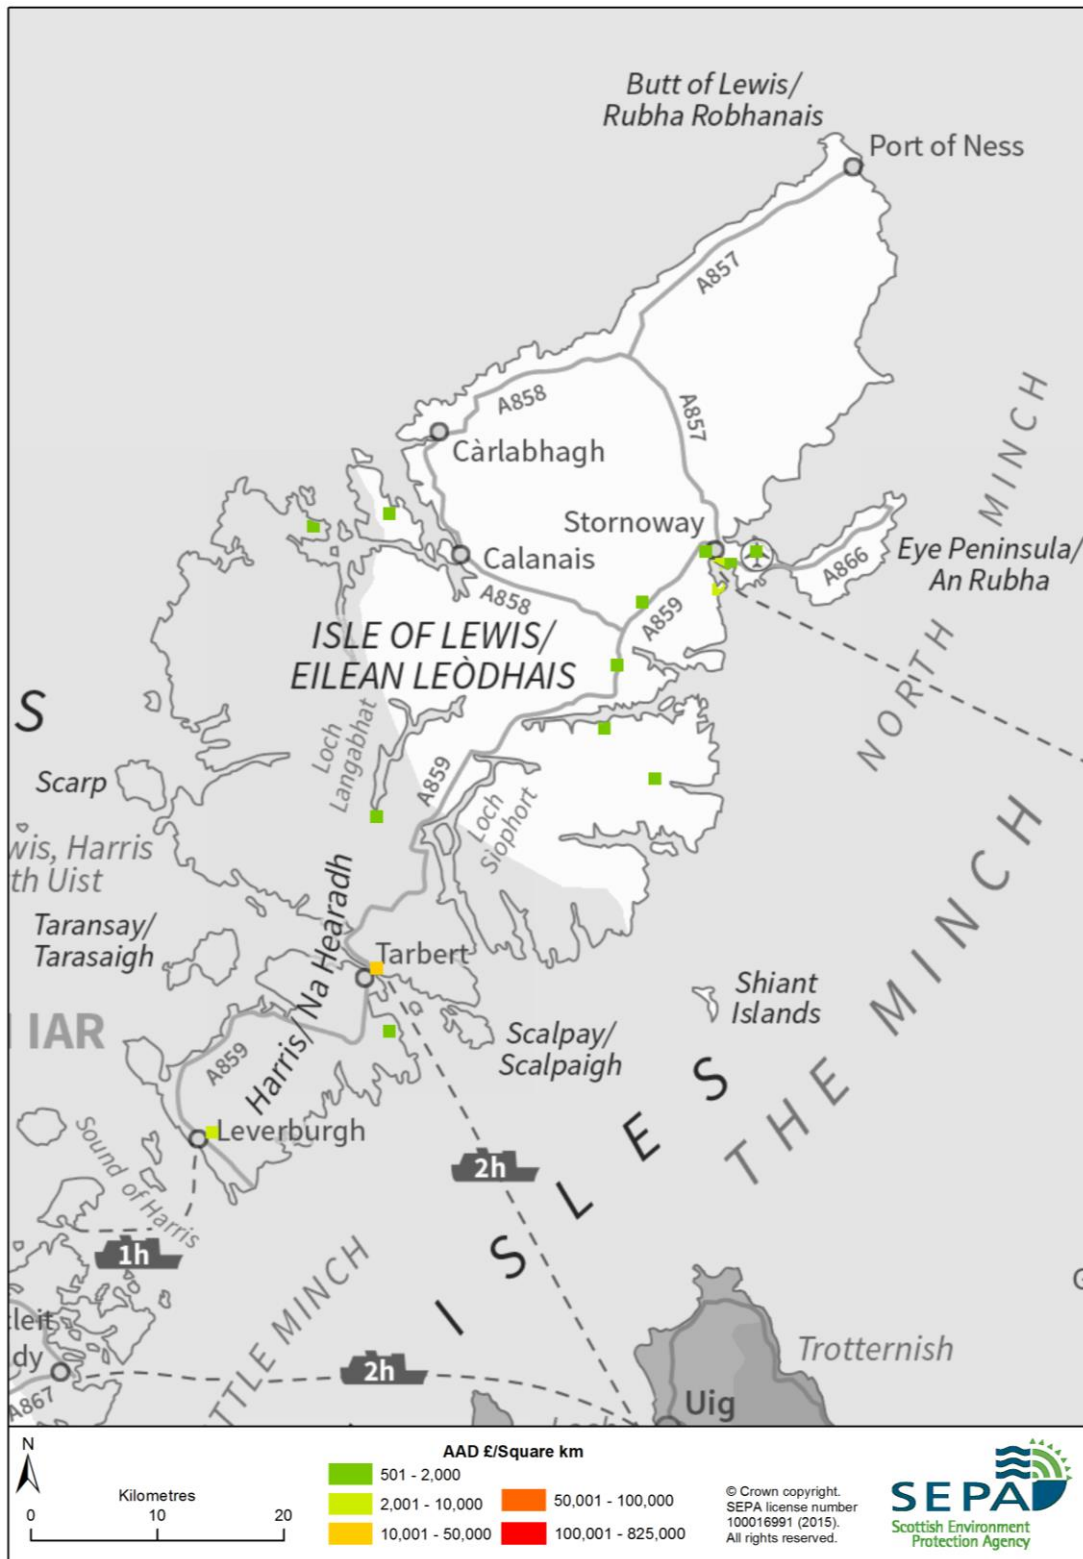 Butt of Lewis/
Rubha Robhanais
Port of Ness
A857
A858
A857
Càrlabhagh
Stornoway
Calanais
A858
A859
A866
Eye Peninsula/
An Rubha
NORTH MINCH
ISLE OF LEWIS/
EILEAN LEÒDHAIS
S
Loch
Langabhat
A859
Loch
Sìophort
Scarp
wis, Harris
th Uist
Taransay/
Tarasaigh
Harris/ Na Hearadh
Tarbert
Shiant
Islands
Scalpay/
Scalpaigh
THE MINCH
IAR
A859
Leverburgh
Sound of Harris
2h
1h
ISLES
TTLE MINCH
2h
cleit
dy
A867
Trotternish
Uig
N
Kilometres
0 10 20
AAD £/Square km
501 - 2,000
2,001 - 10,000
10,001 - 50,000
50,001 - 100,000
100,001 - 825,000
© Crown copyright.
SEPA license number
100016991 (2015).
All rights reserved.
SEPA
Scottish Environment
Protection Agency